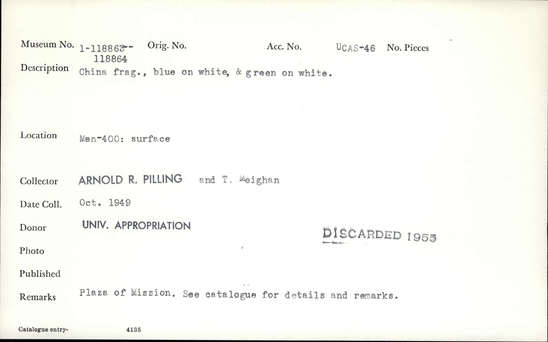 Museum No. 1-118863-- Orig. No. Acc. No. UCAS-46 No. Pieces
118864
Description China frag., blue on white, & green on white.
Location Men-400: surface
Collector ARNOLD R. PILLING and T. Meighan
Date Coll. Oct. 1949
Donor UNIV. APPROPRIATION
DISCARDED 1955
Photo
Published
Remarks Plaza of Mission. See catalogue for details and remarks.
Catalogue entry- 4135